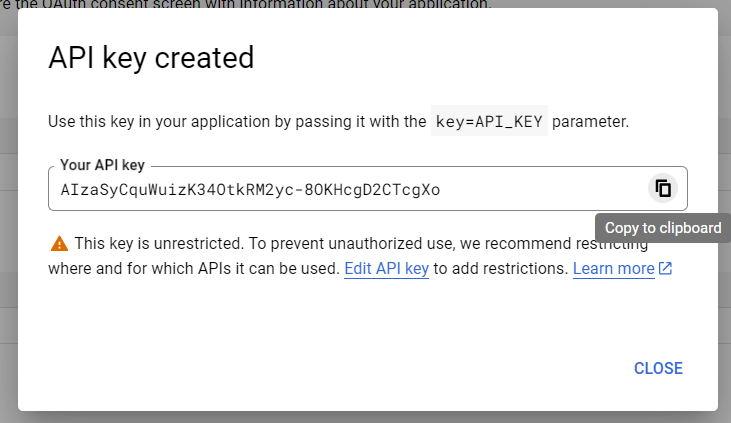 re the OAuth consent screen with information about your application.
API key created
Use this key in your application by passing it with the key=API_KEY parameter.
Your API key
AIzaSyCquWuizK34OtkRM2yc-8OKHcgD2CTcgXo
Copy to clipboard
This key is unrestricted. To prevent unauthorized use, we recommend restricting
where and for which APIs it can be used. Edit API key to add restrictions. Learn more
CLOSE